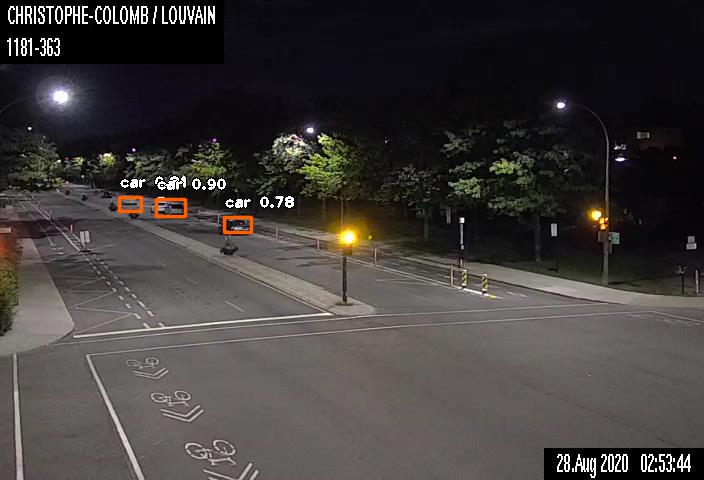 CHRISTOPHE-COLOMB / LOUVAIN
1181-363
car 0.90
car 0.78
28.Aug 2020 02:53:44